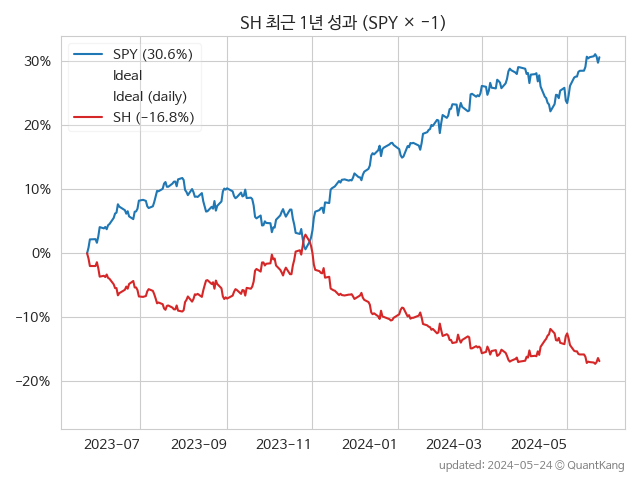 SH 최근 1년 성과 (SPY × −1)
SPY (30.6%)
Ideal
Ideal (daily)
SH (−16.8%)
30%
20%
10%
0%
−10%
−20%
2023-07 2023-09 2023-11 2024-01 2024-03 2024-05
updated: 2024-05-24 © QuantKang